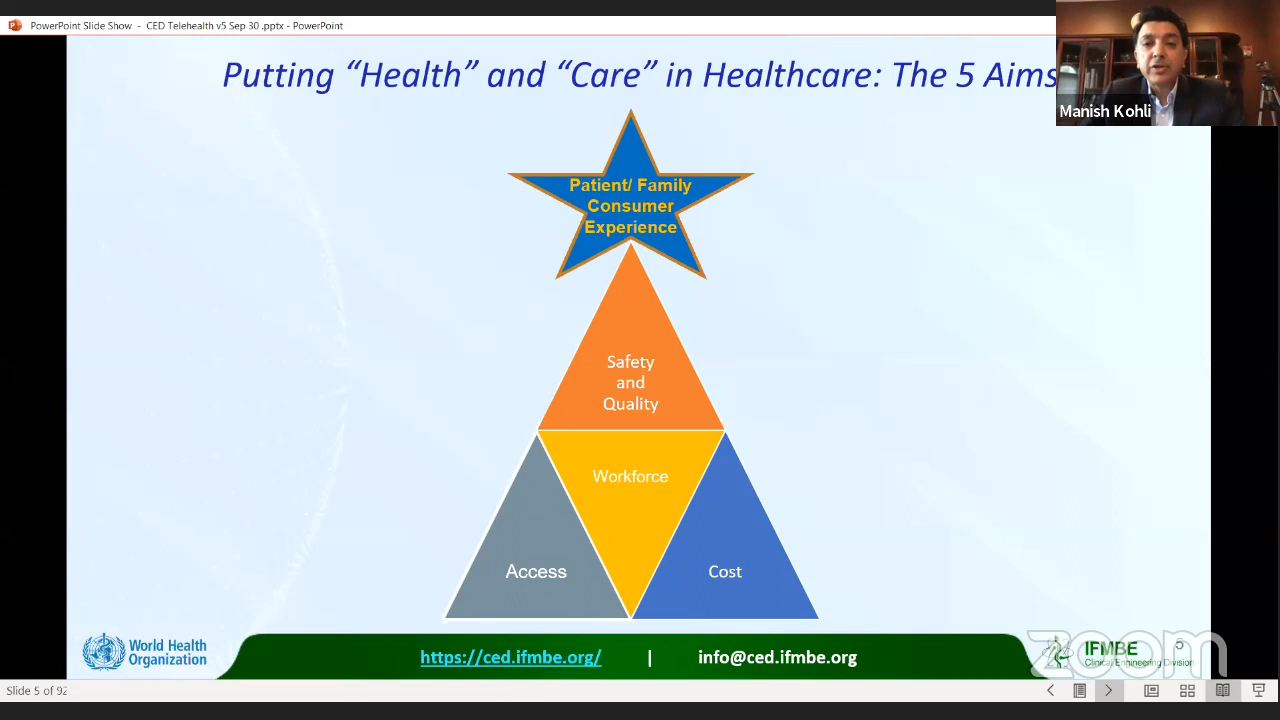 PowerPoint Slide Show - CED Telehealth v5 Sep 30 .pptx - PowerPoint
Putting “Health” and “Care” in Healthcare: The 5 Aims
Manish Kohli
Patient/ Family
Consumer
Experience
Safety
and
Quality
Workforce
Access
Cost
World Health
Organization
https://ced.ifmbe.org/ | info@ced.ifmbe.org
IFMBE
Clinical Engineering Division
5
zoom
Slide 5 of 92